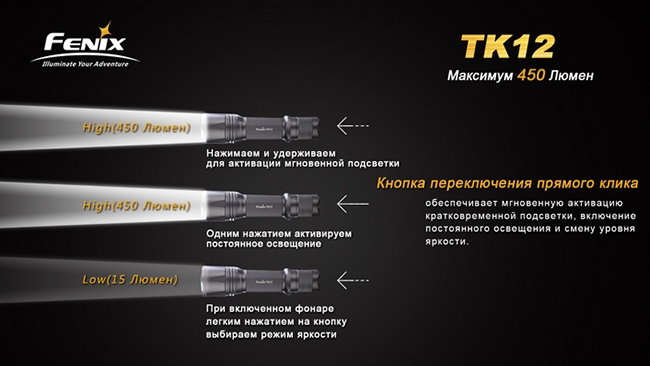 FENIX
Illuminate Your Adventure
TK12
Максимум 450 Люмен
High(450 Люмен)
Нажимаем и удерживаем
для активации мгновенной подсветки
High(450 Люмен)
Одним нажатием активируем
постоянное освещение
Low(15 Люмен)
При включенном фонаре
легким нажатием на кнопку
выбираем режим яркости
Кнопка переключения прямого клика
обеспечивает мгновенную активацию
кратковременной подсветки, включение
постоянного освещения и смену уровня
яркости.